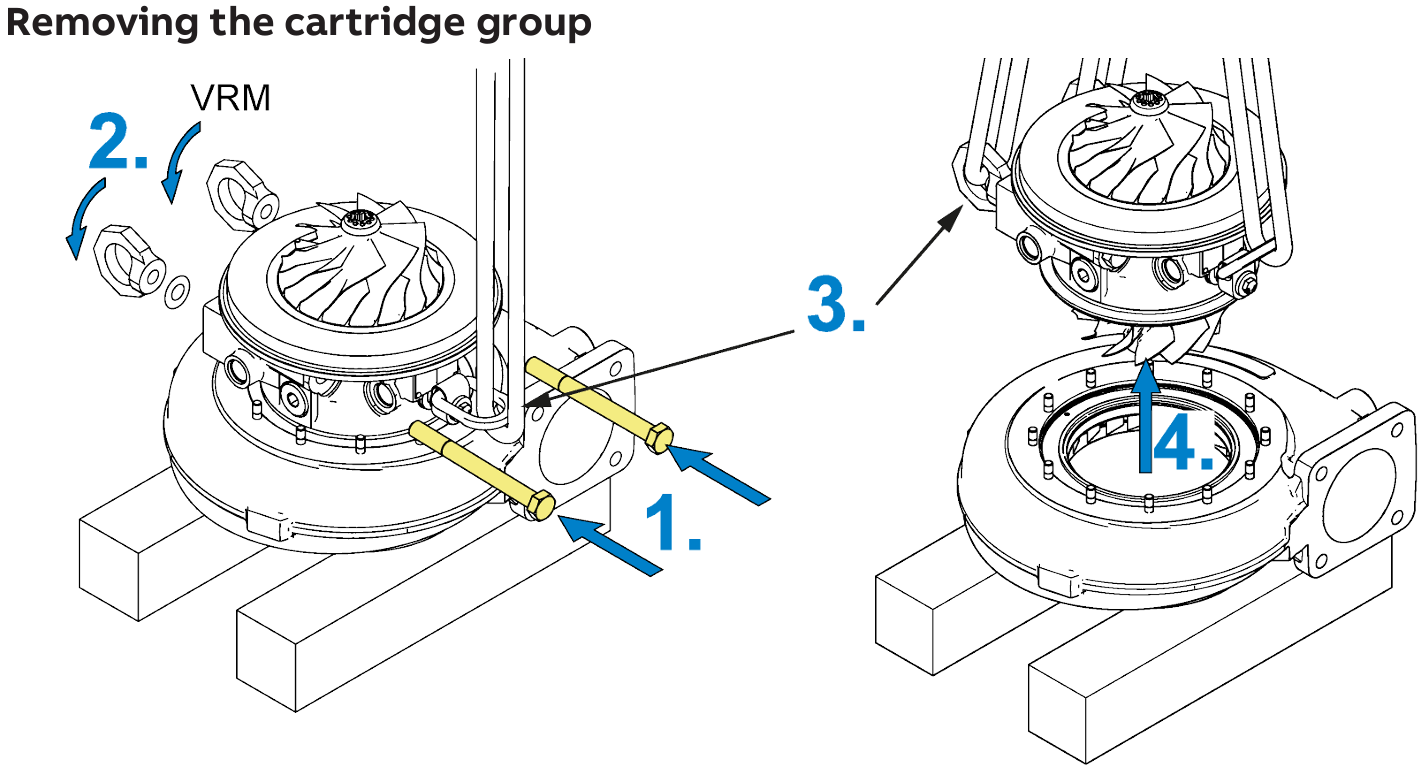 Removing the cartridge group
VRM
2.
3.
1.
4.